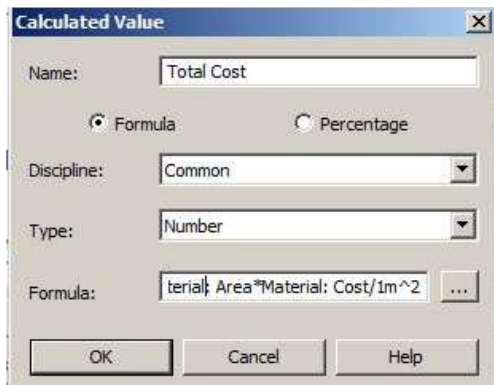 Calculated Value
Name: Total Cost
Formula Percentage
Discipline: Common
Type: Number
Formula: terial: Area*Material: Cost/1m^2 ...
OK Cancel Help